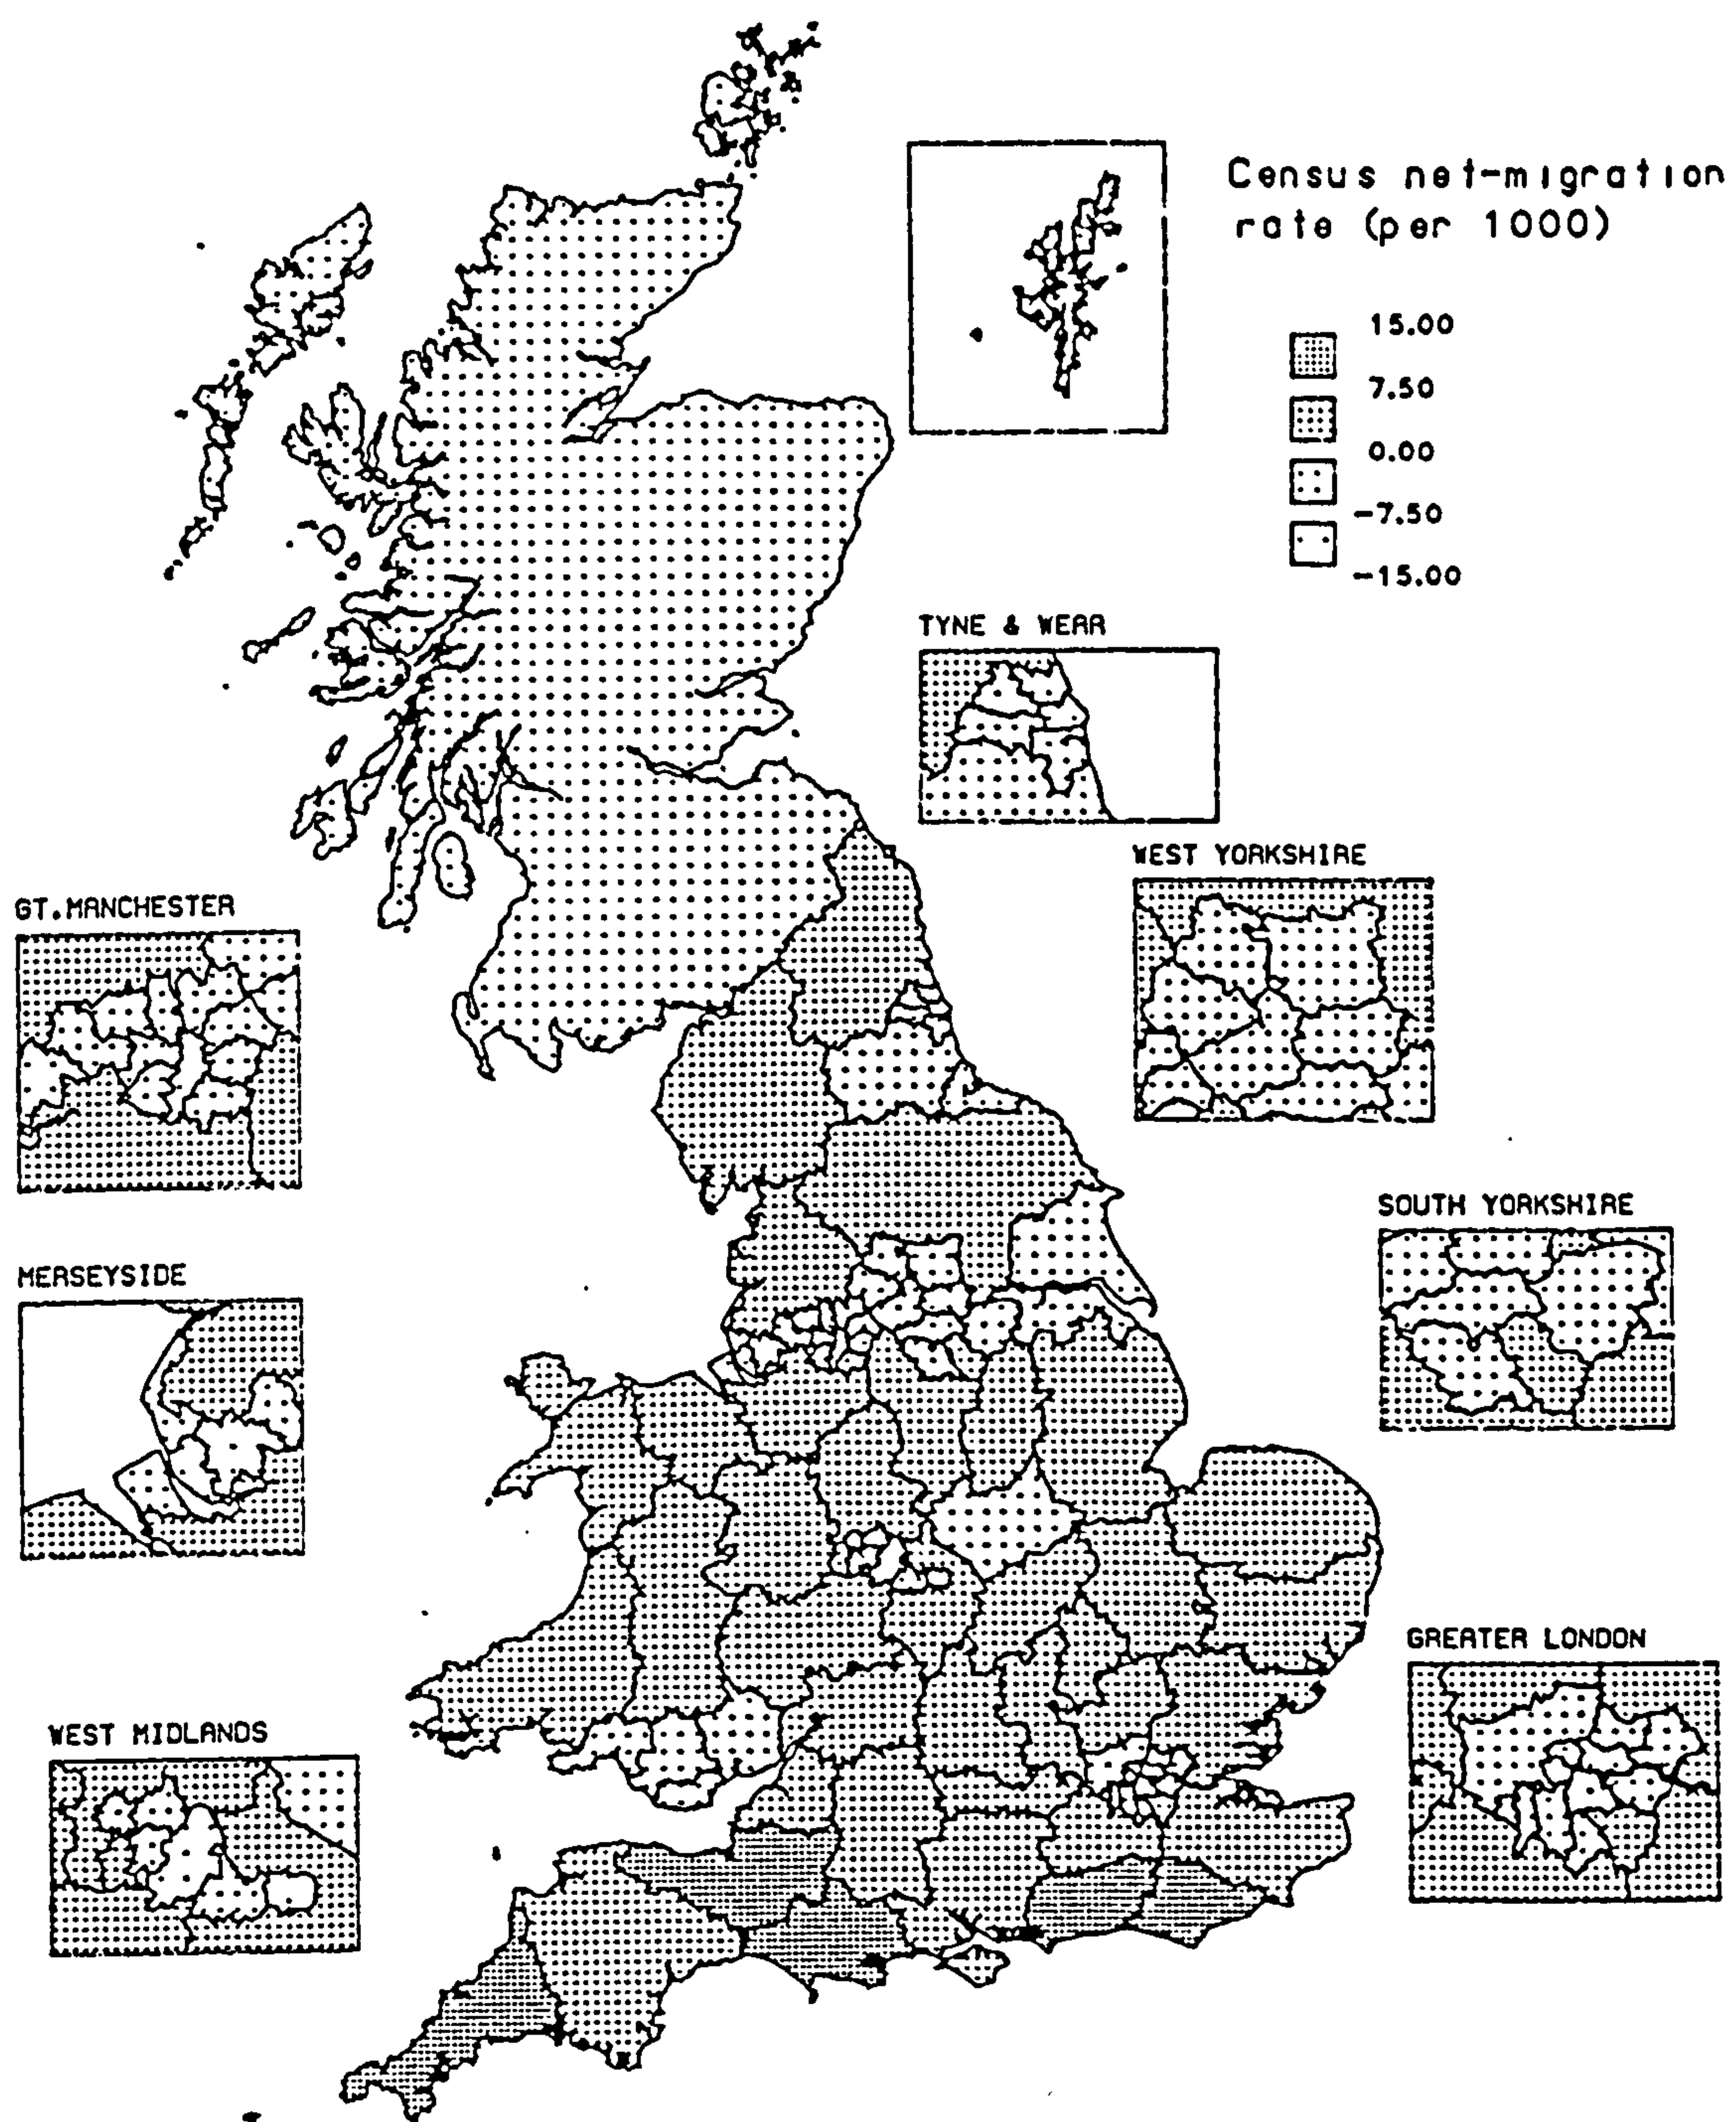 Census net-migration
rate (per 1000)
15.00
7.50
0.00
-7.50
-15.00
TYNE & WEAR
WEST YORKSHIRE
GT.MANCHESTER
SOUTH YORKSHIRE
MERSEYSIDE
GREATER LONDON
WEST MIDLANDS